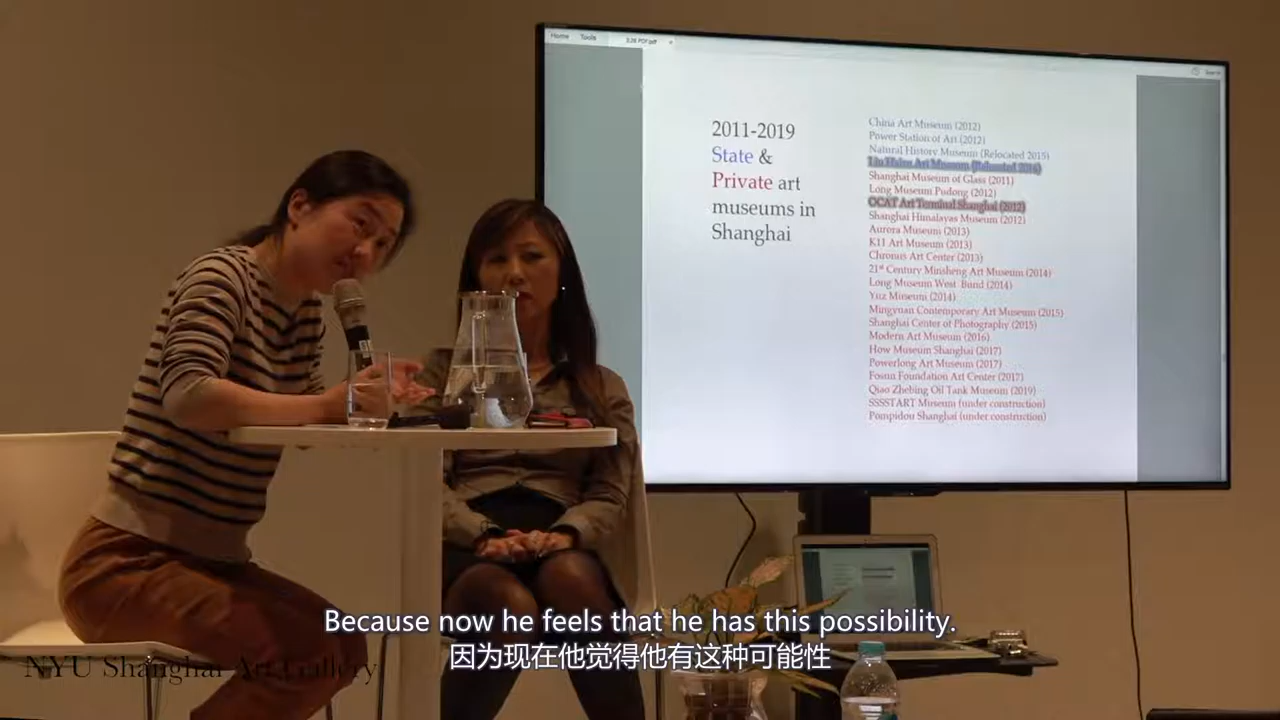 Home Tools
2011-2019
State &
Private art
museums in
Shanghai
China Art Museum (2012)
Power Station of Art (2012)
Natural History Museum (Relocated 2015)
Liu Haisu Art Museum (Relocated 2016)
Shanghai Museum of Glass (2011)
Long Museum Pudong (2012)
OCAT Art Terminal Shanghai (2012)
Shanghai Himalayas Museum (2012)
Aurora Museum (2013)
K11 Art Museum (2013)
Chronus Art Center (2013)
21st Century Minsheng Art Museum (2014)
Long Museum West Bund (2014)
Yuz Museum (2014)
Mingyuan Contemporary Art Museum (2015)
Shanghai Center of Photography (2015)
Modern Art Museum (2016)
How Museum Shanghai (2017)
Powerlong Art Museum (2017)
Fosun Foundation Art Center (2017)
Qiao Zhebing Oil Tank Museum (2019)
SSSSTART Museum (under construction)
Pompidou Shanghai (under construction)
Because now he feels that he has this possibility.
因为现在他觉得他有这种可能性
NYU Shanghai Art Gallery